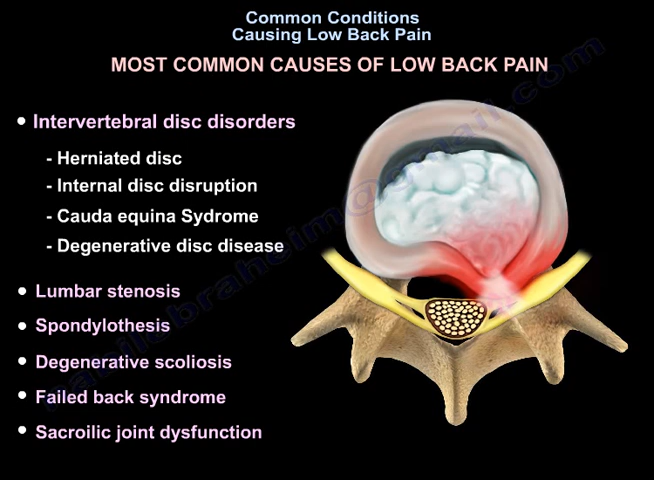 Common Conditions
Causing Low Back Pain
MOST COMMON CAUSES OF LOW BACK PAIN
• Intervertebral disc disorders
- Herniated disc
- Internal disc disruption
- Cauda equina Sydrome
- Degenerative disc disease
• Lumbar stenosis
• Spondylothesis
• Degenerative scoliosis
• Failed back syndrome
• Sacroilic joint dysfunction